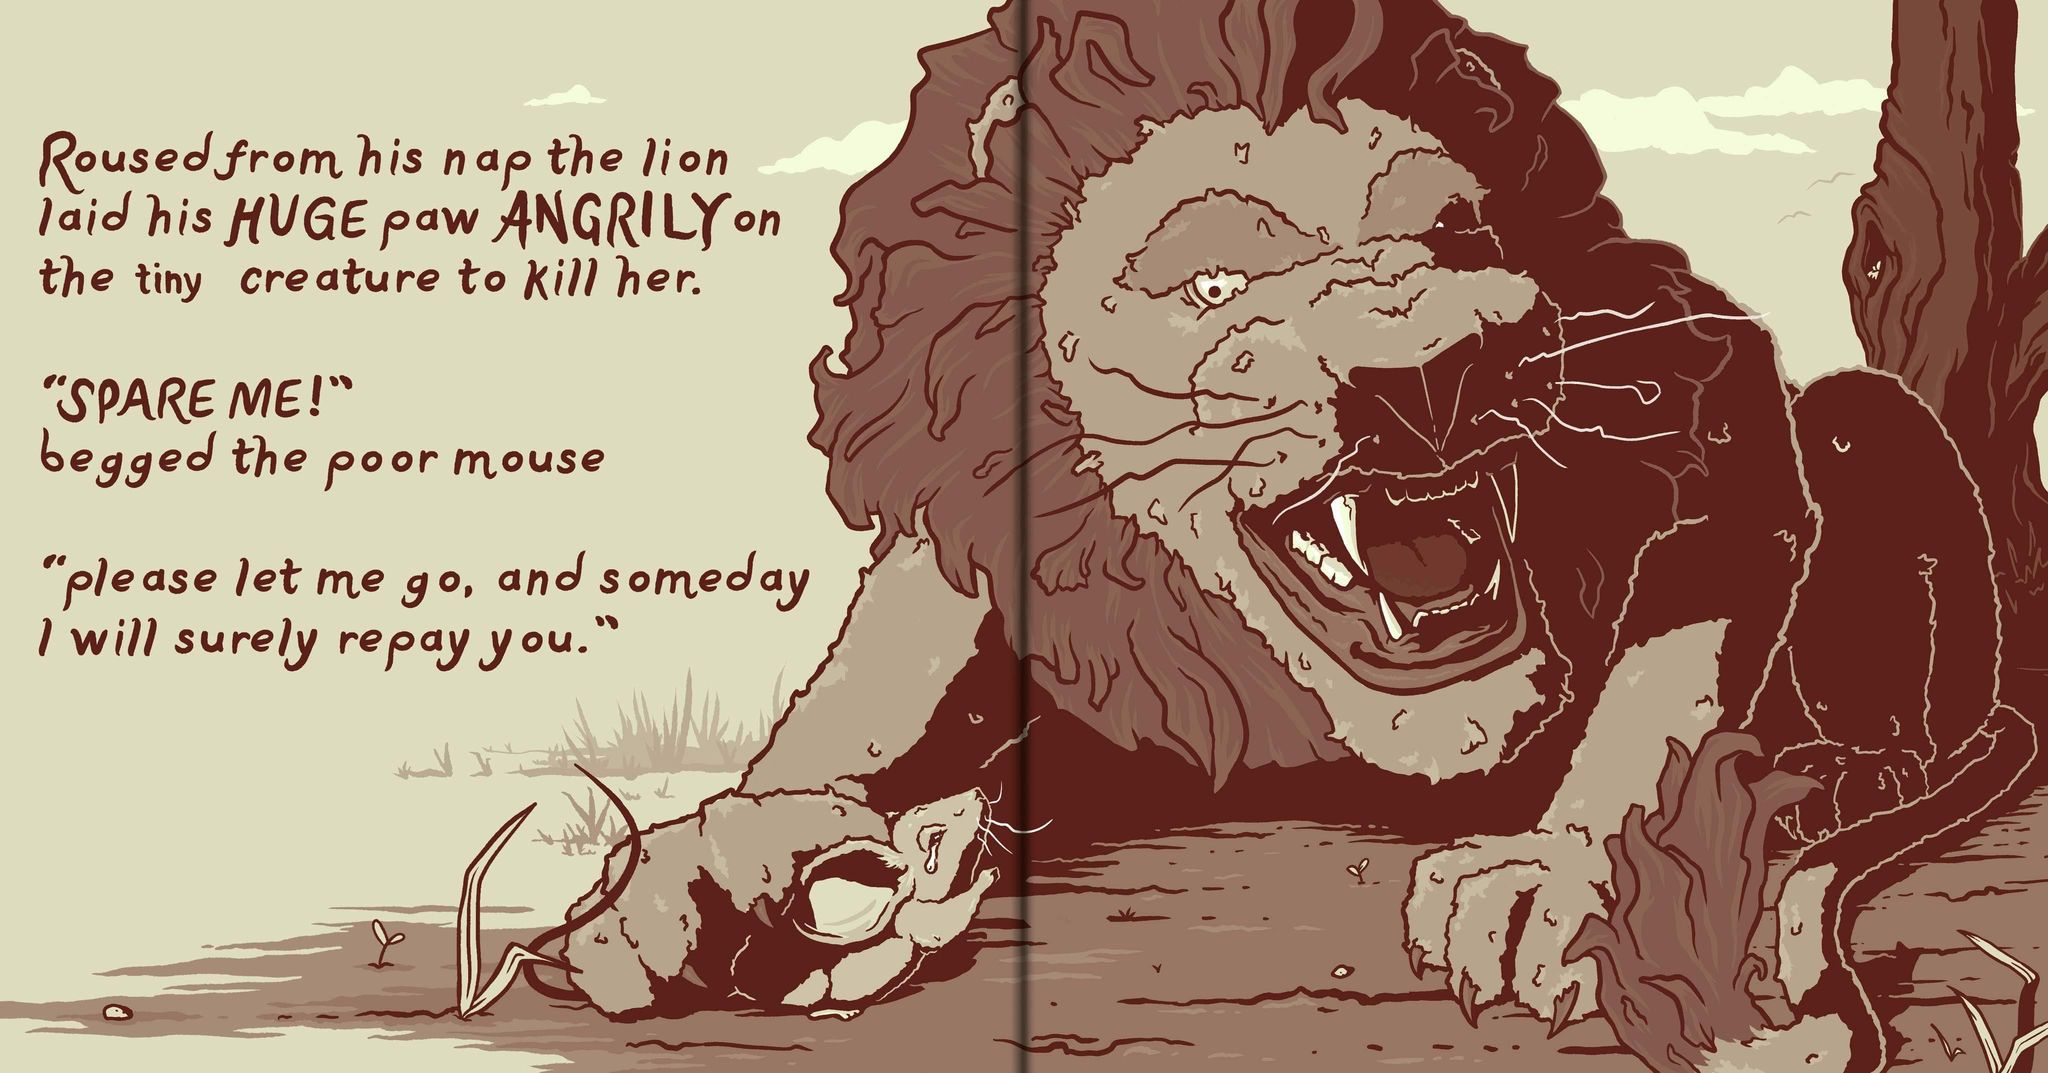 Roused from his nap the lion
laid his HUGE paw ANGRILY on
the tiny creature to kill her.
“SPARE ME!”
begged the poor mouse
“please let me go, and someday
I will surely repay you.”